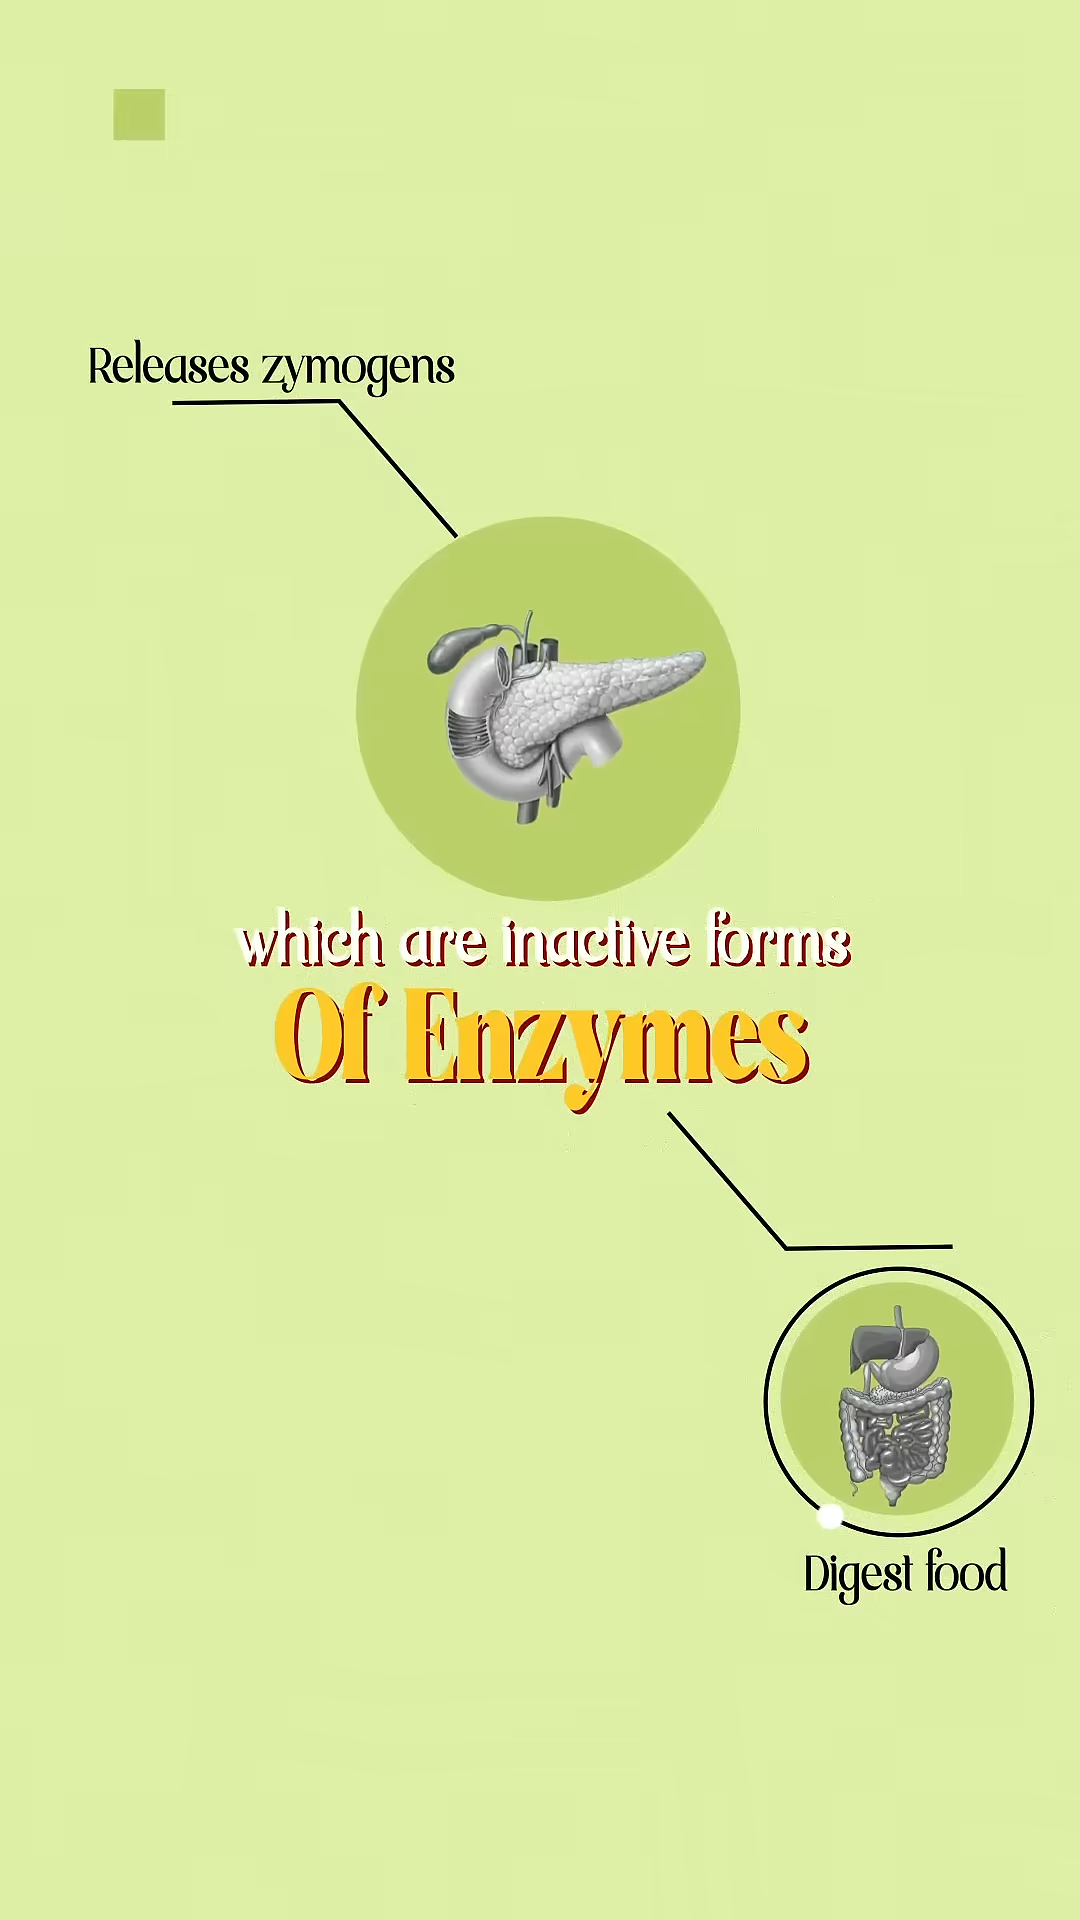 Releases zymogens
which are inactive forms
Of Enzymes
Digest food